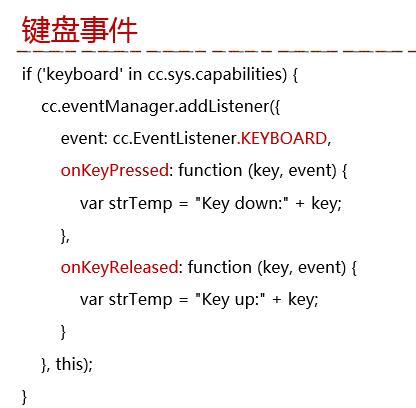 键盘事件
if ('keyboard' in cc.sys.capabilities) {
cc.eventManager.addListener({
event: cc.EventListener.KEYBOARD,
onKeyPressed: function (key, event) {
var strTemp = "Key down:" + key;
},
onKeyReleased: function (key, event) {
var strTemp = "Key up:" + key;
}
}, this);
}